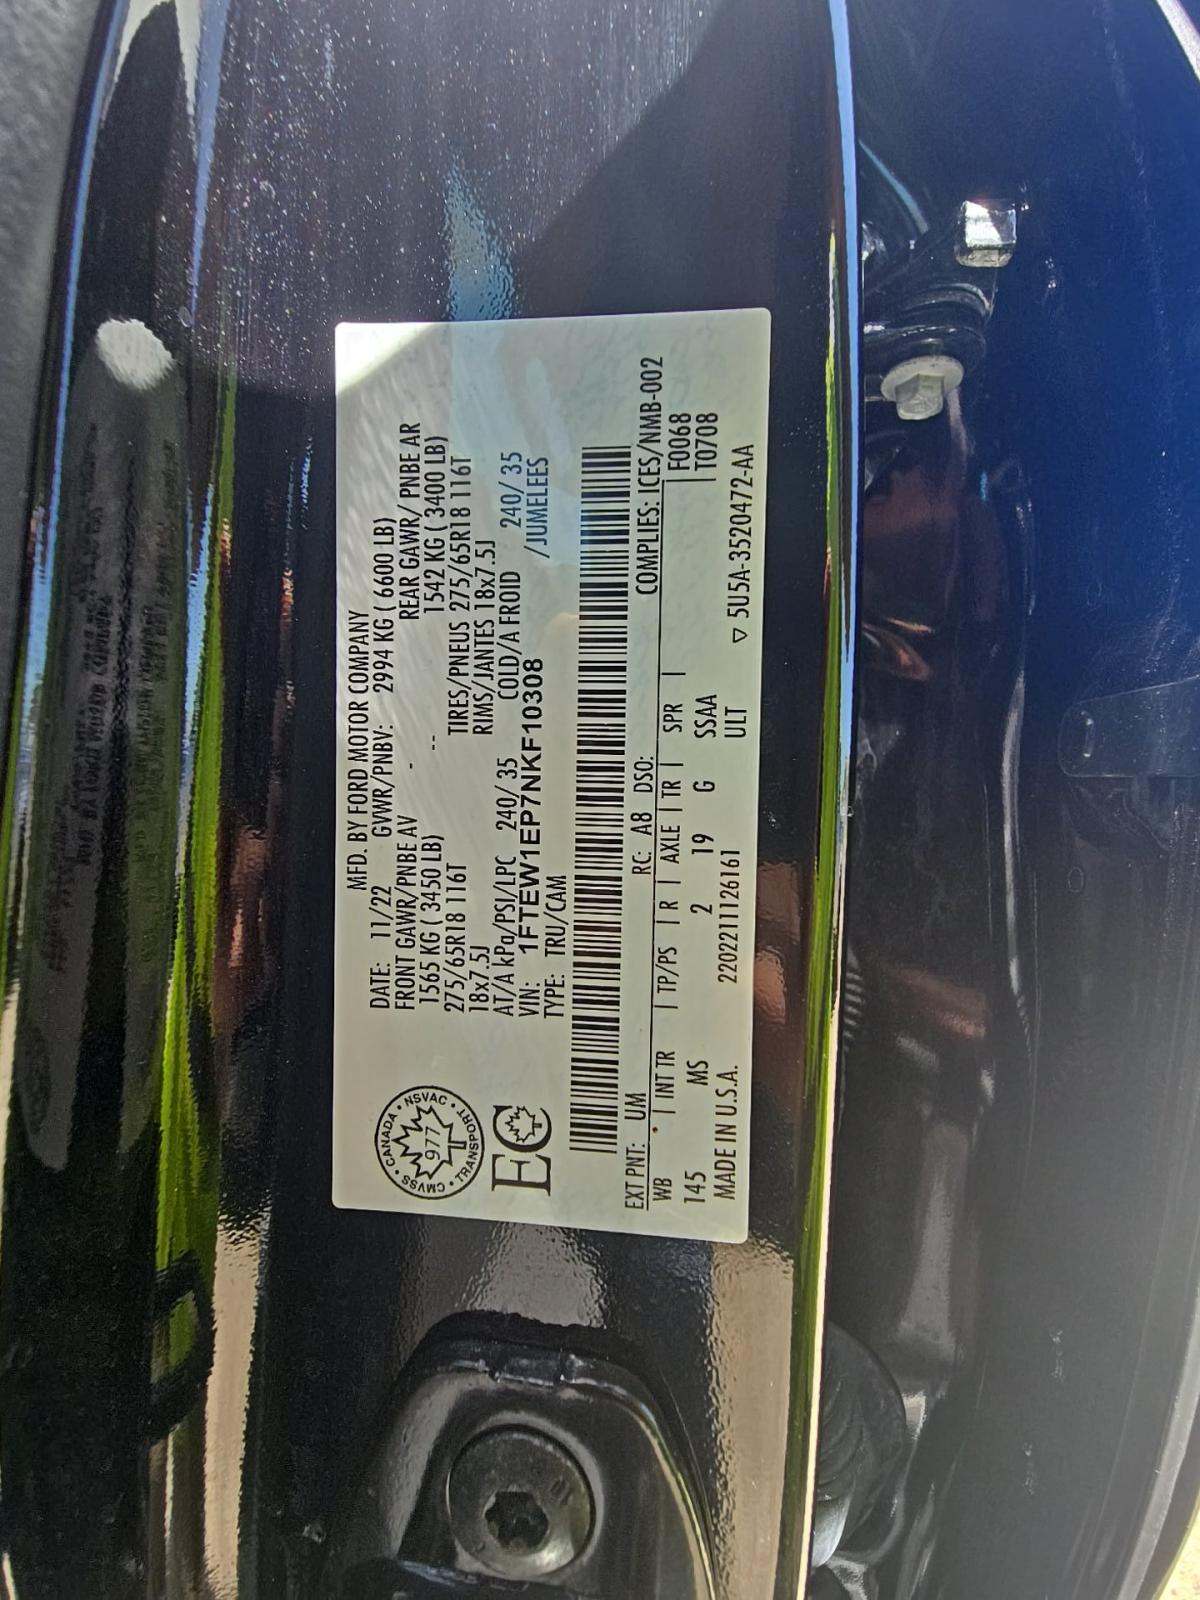 MFD. BY FORD MOTOR COMPANY
DATE: 11/22 GVWR/PNBV: 2994 KG ( 6600 LB)
FRONT GAWR/PNBE AV - -- REAR GAWR/ PNBE AR
1565 KG ( 3450 LB) 1542 KG ( 3400 LB)
275/65R18 116T TIRES/PNEUS 275/65R18 116T
18x7.5J RIMS/JANTES 18x7.5J
AT/A kPa/PSI/LPC 240/ 35 COLD/A FROID 240/ 35
VIN: 1FTEW1EP7NKF10308 /JUMELEES
TYPE: TRU/CAM
CANADA • NSVAC • TRANSPORT • CMVSS •
977
EC
EXT PNT: UM RC: A8 DSO: COMPLIES: ICES/NMB-002
WB | INT TR | TP/PS | R | AXLE | TR | SPR | F0068
145 MS 2 19 G SSAA | T0708
MADE IN U.S.A. 220221126161 ULT ▽ 5U5A-3520472-AA